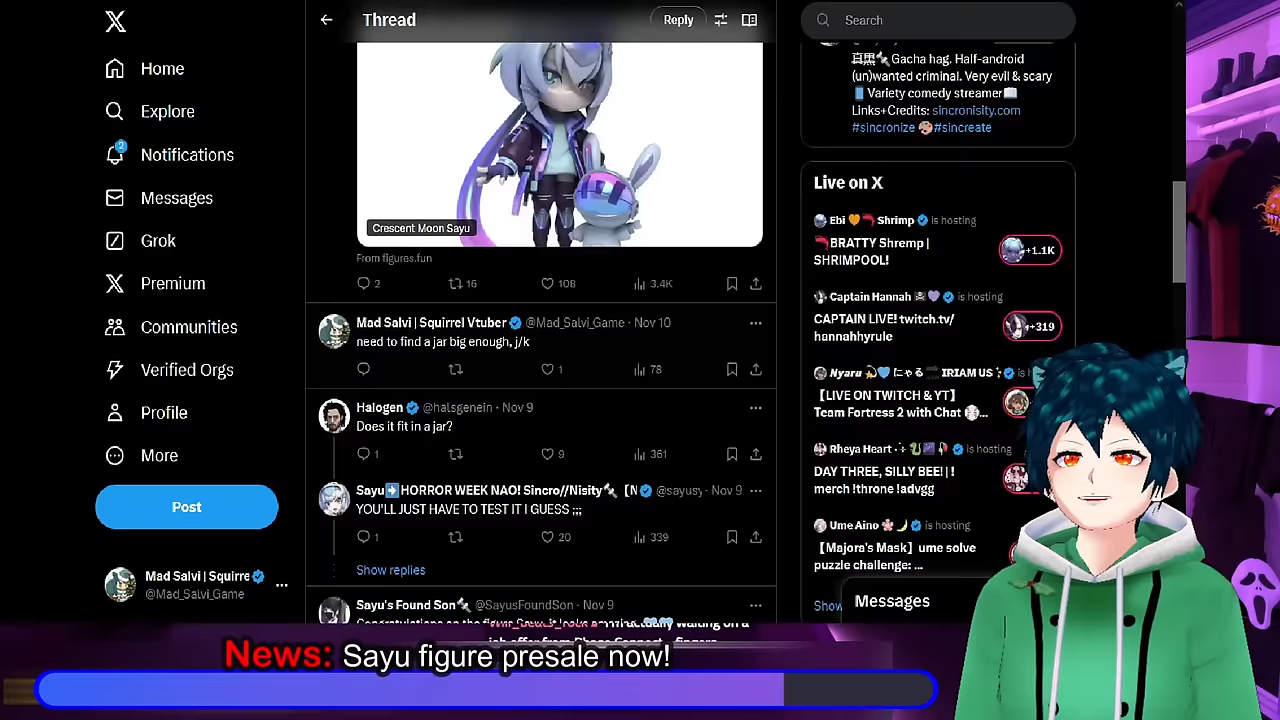 Home
Explore
2
Notifications
Messages
Grok
Premium
Communities
Verified Orgs
Profile
More
Post
Mad Salvi | Squirre
@Mad_Salvi_Game
Thread
Reply
Crescent Moon Sayu
From figures.fun
2 16 108 3.4K
Mad Salvi | Squirrel Vtuber @Mad_Salvi_Game · Nov 10
need to find a jar big enough, j/k
1 78
Halogen @halsgenein · Nov 9
Does it fit in a jar?
1 9 361
Sayu➡️HORROR WEEK NAO! Sincro//Nisity🔩【N @sayusy · Nov 9
YOU'LL JUST HAVE TO TEST IT I GUESS ;;;
1 20 339
Show replies
Sayu's Found Son🔩 @SayusFoundSon · Nov 9
Search
Gacha hag. Half-android
(un)wanted criminal. Very evil & scary
Variety comedy streamer
Links+Credits: sincronisity.com
#sincronize #sincreate
Live on X
Ebi 🧡🦐 Shrimp is hosting
BRATTY Shremp |
SHRIMPOOL!
+1.1K
Captain Hannah is hosting
CAPTAIN LIVE! twitch.tv/
hannahhyrule
+319
Nyaru にゃる IRIAM US
【LIVE ON TWITCH & YT】
Team Fortress 2 with Chat ...
Rheya Heart is hosting
DAY THREE, SILLY BEE! | !
merch !throne !advgg
Ume Aino is hosting
【Majora's Mask】ume solve
puzzle challenge: ...
Show
Messages
News: Sayu figure presale now!